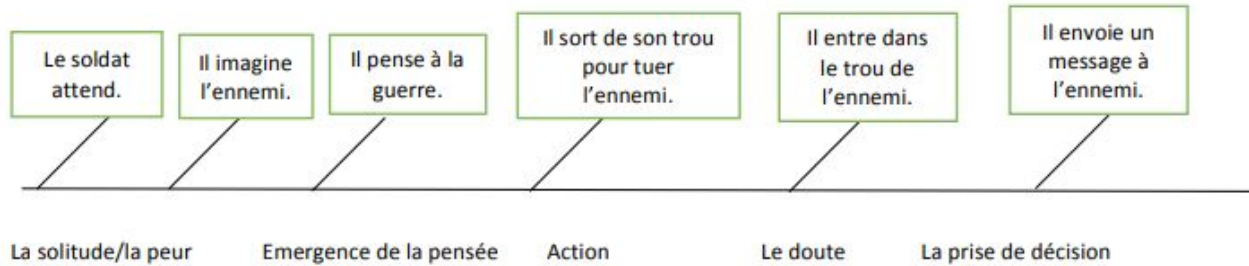 Le soldat
attend.
Il imagine
l'ennemi.
Il pense à la
guerre.
Il sort de son trou
pour tuer
l'ennemi.
Il entre dans
le trou de
l'ennemi.
Il envoie un
message à
l'ennemi.
La solitude/la peur
Emergence de la pensée
Action
Le doute
La prise de décision